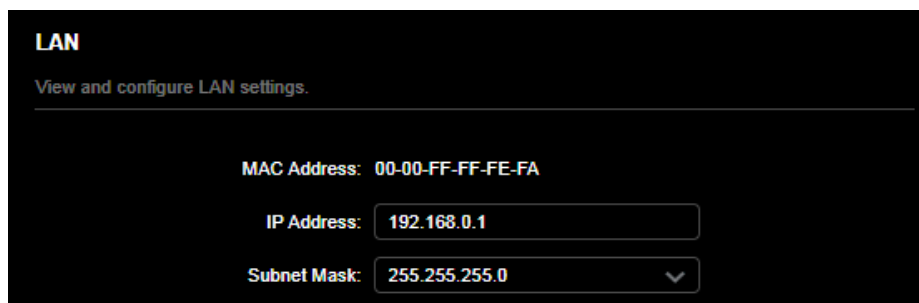 LAN
View and configure LAN settings.
MAC Address: 00-00-FF-FF-FE-FA
IP Address: 192.168.0.1
Subnet Mask: 255.255.255.0